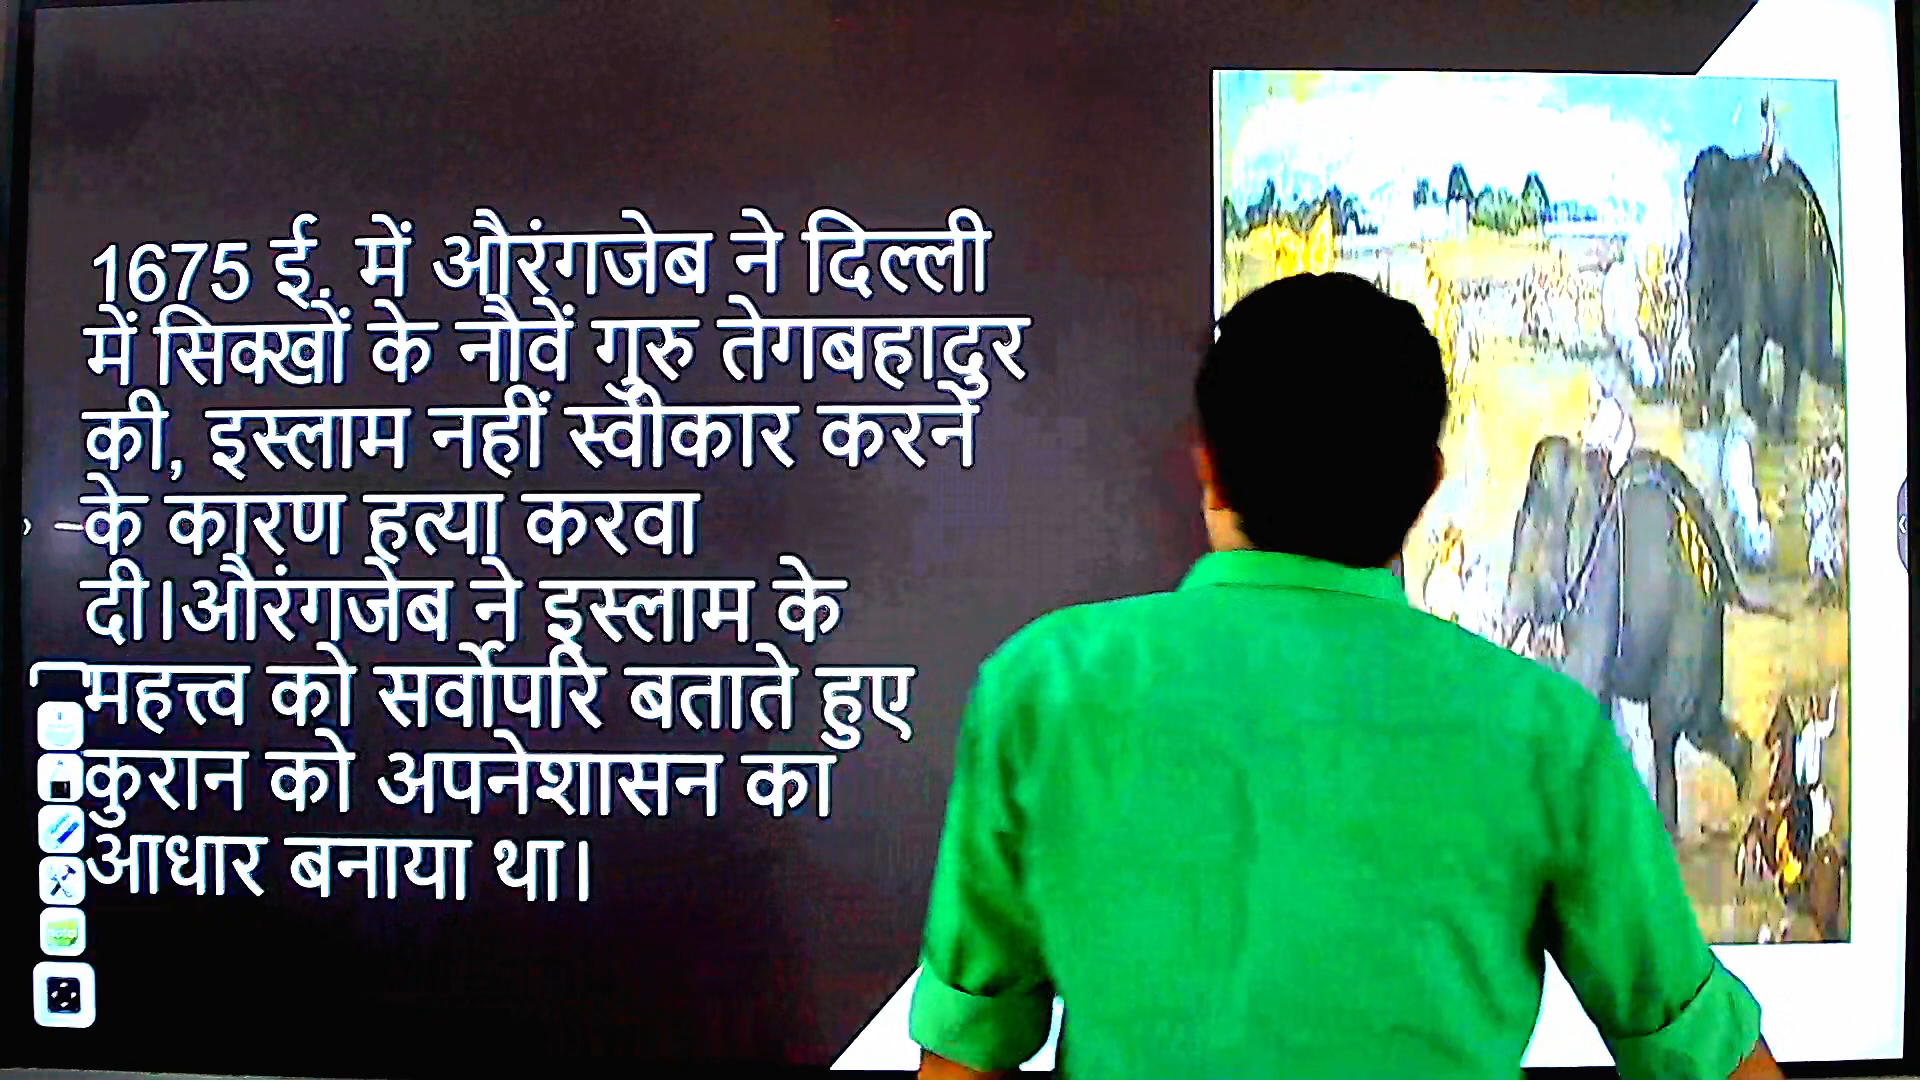 1675 ई. में औरंगजेब ने दिल्ली
में सिक्खों के नौवें गुरु तेगबहादुर
की, इस्लाम नहीं स्वीकार करने
के कारण हत्या करवा
दी।औरंगजेब ने इस्लाम के
महत्त्व को सर्वोपरि बताते हुए
कुरान को अपनेशासन का
आधार बनाया था।